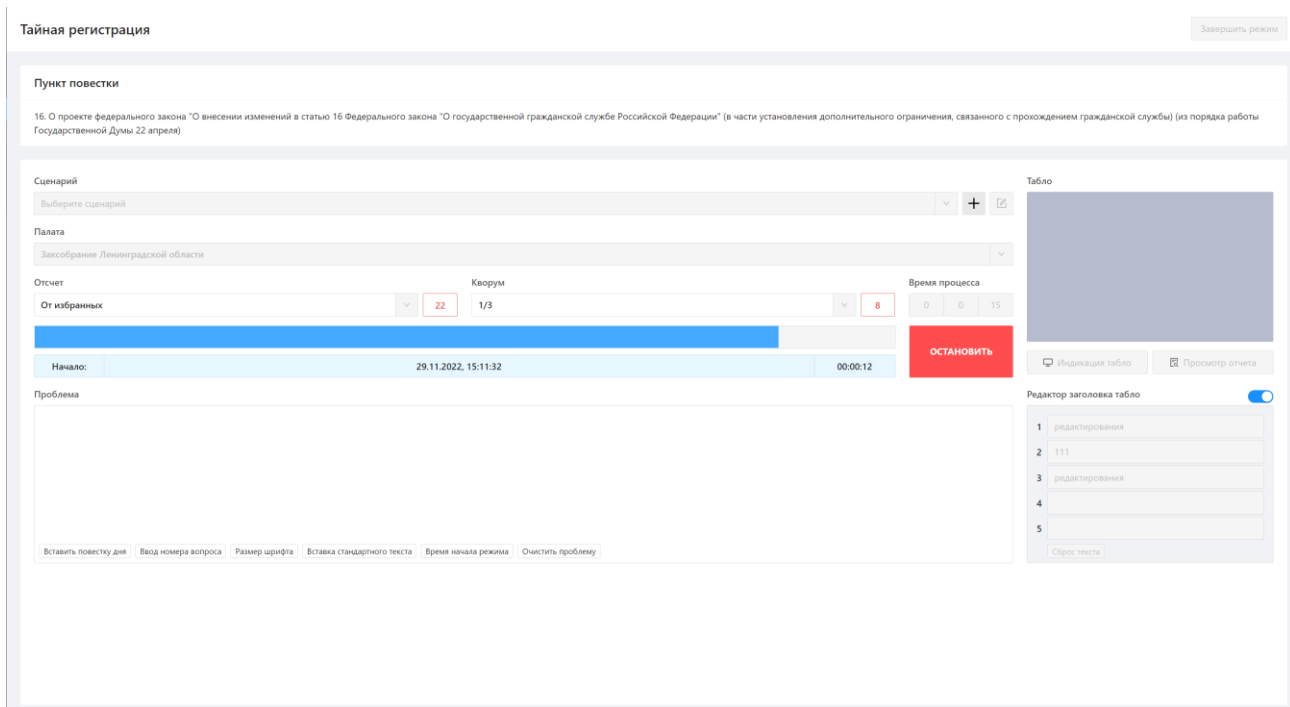 Тайная регистрация
Завершить режим
Пункт повестки
16. О проекте федерального закона "О внесении изменений в статью 16 Федерального закона "О государственной гражданской службе Российской Федерации" (в части установления дополнительного ограничения, связанного с прохождением гражданской службы) (из порядка работы
Государственной Думы 22 апреля)
Сценарий
Выберите сценарий
Палата
Заксобрание Ленинградской области
Отсчет
Кворум
Время процесса
От избранных
22
1/3
8
0
0
15
ОСТАНОВИТЬ
Начало:
29.11.2022, 15:11:32
00:00:12
Проблема
Вставить повестку дня
Ввод номера вопроса
Размер шрифта
Вставка стандартного текста
Время начала режима
Очистить проблему
Табло
Индикация табло
Просмотр отчета
Редактор заголовка табло
1 редактирования
2 111
3 редактирования
4
5
Сброс текста